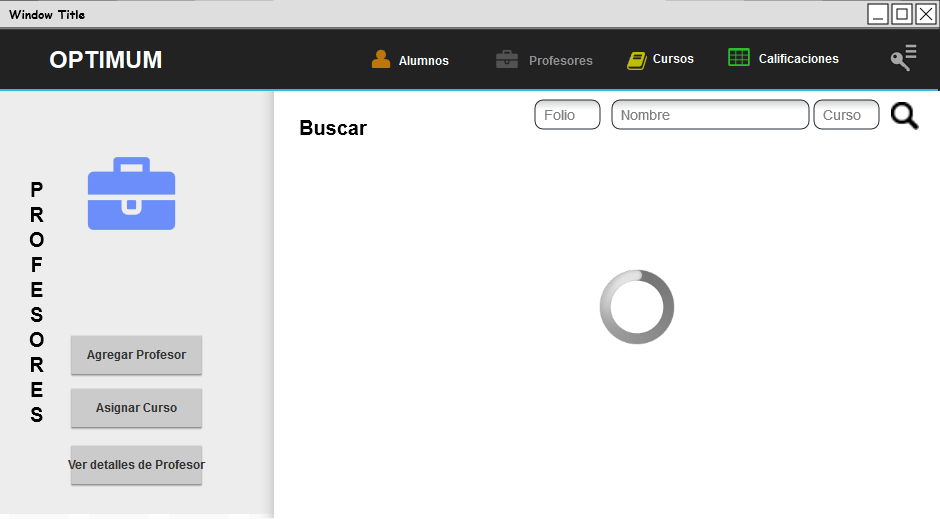 Window Title
OPTIMUM
Alumnos
Profesores
Cursos
Calificaciones
Buscar
Folio
Nombre
Curso
PROFESORES
Agregar Profesor
Asignar Curso
Ver detalles de Profesor